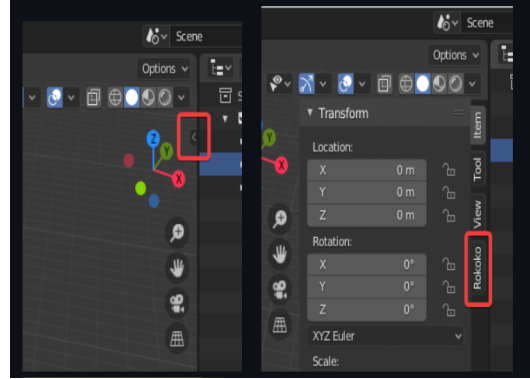 Scene
Options
S
Z
Y
X
Scene
Options
Transform
Location:
X 0 m
Y 0 m
Z 0 m
Rotation:
X 0°
Y 0°
Z 0°
XYZ Euler
Scale:
Item
Tool
View
Rokoko
Y
X